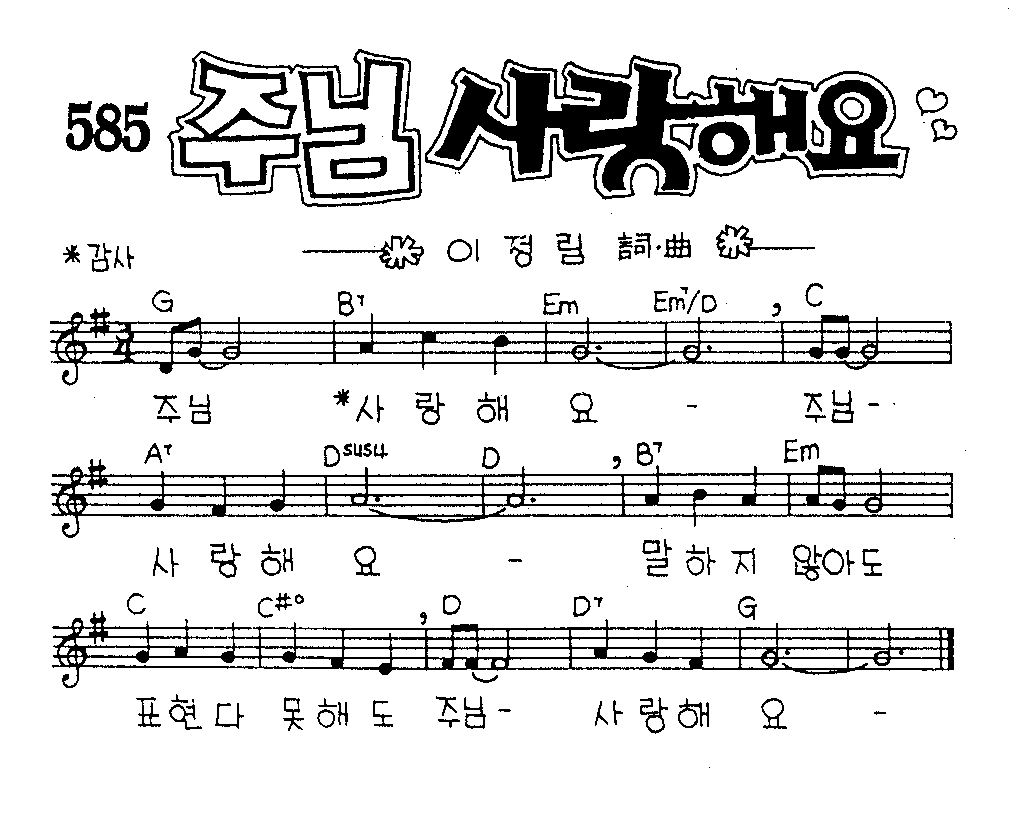 585 주님 사랑해요
*감사 이정림 詞·曲
G B7 Em Em7/D C
3/4
주님 *사 랑 해 요 - 주님-
A7 Dsus4 D B7 Em
사 랑 해 요 - 말 하 지 않아도
C C#° D D7 G
표현다 못해도 주님- 사랑해 요 -